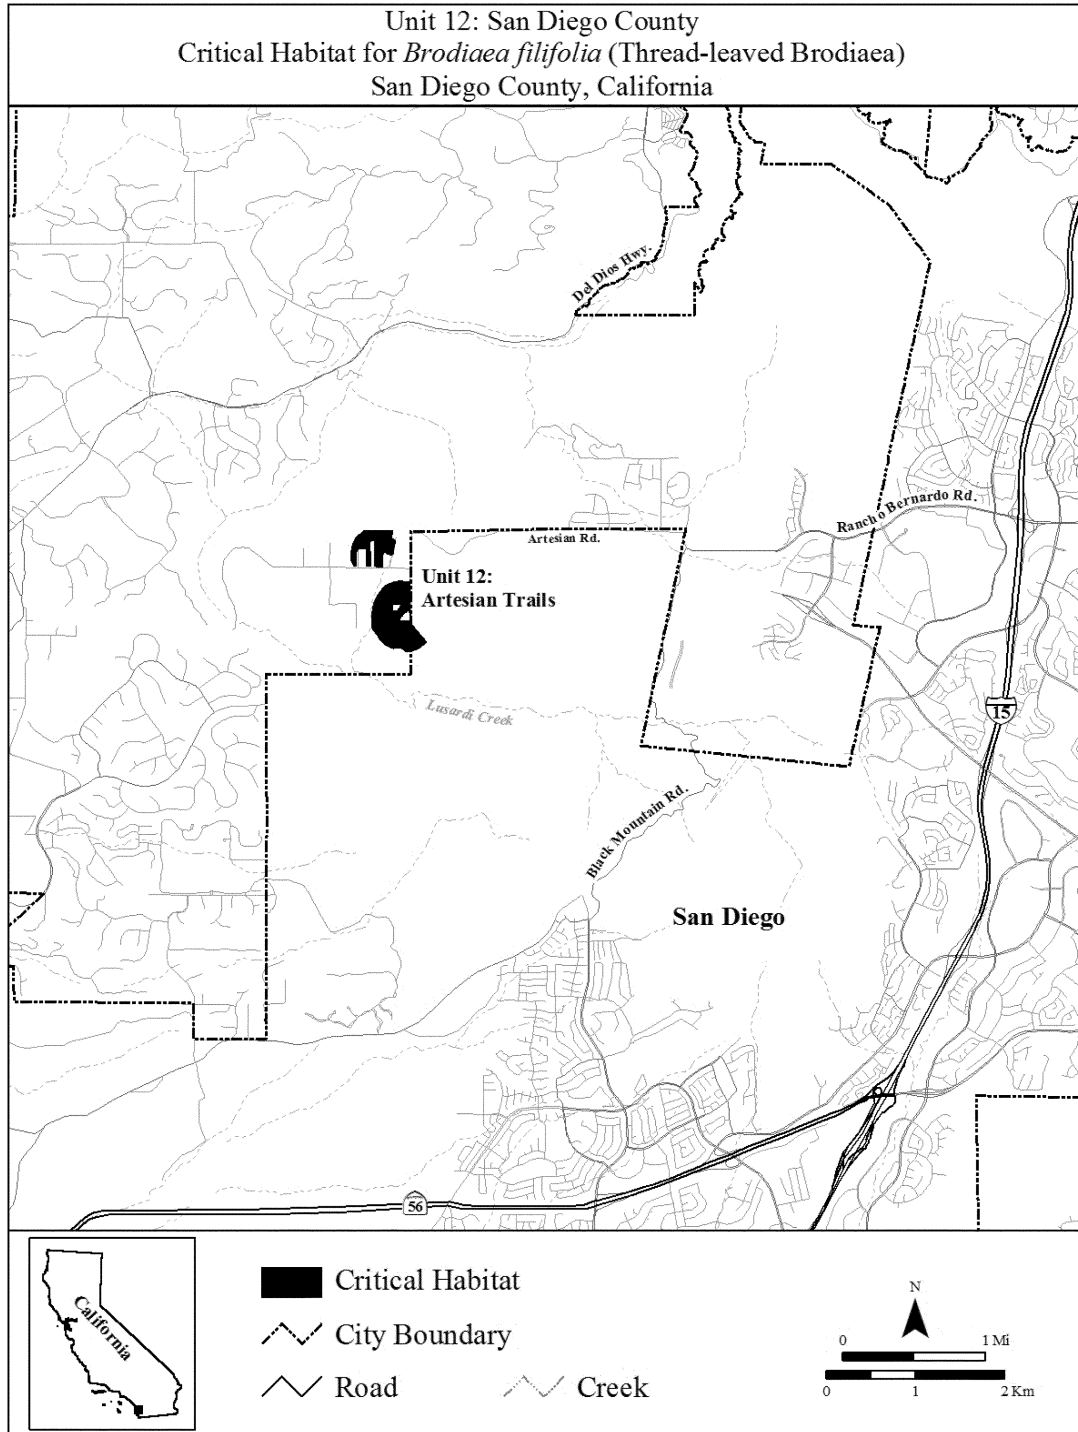 Unit 12: San Diego County
Critical Habitat for Brodiaea filifolia (Thread-leaved Brodiaea)
San Diego County, California
Del Dios Hwy.
Rancho Bernardo Rd.
Artesian Rd.
Unit 12:
Artesian Trails
Lusardi Creek
15
Black Mountain Rd.
San Diego
56
California
Critical Habitat
City Boundary
Road
Creek
N
0 1 Mi
0 1 2 Km